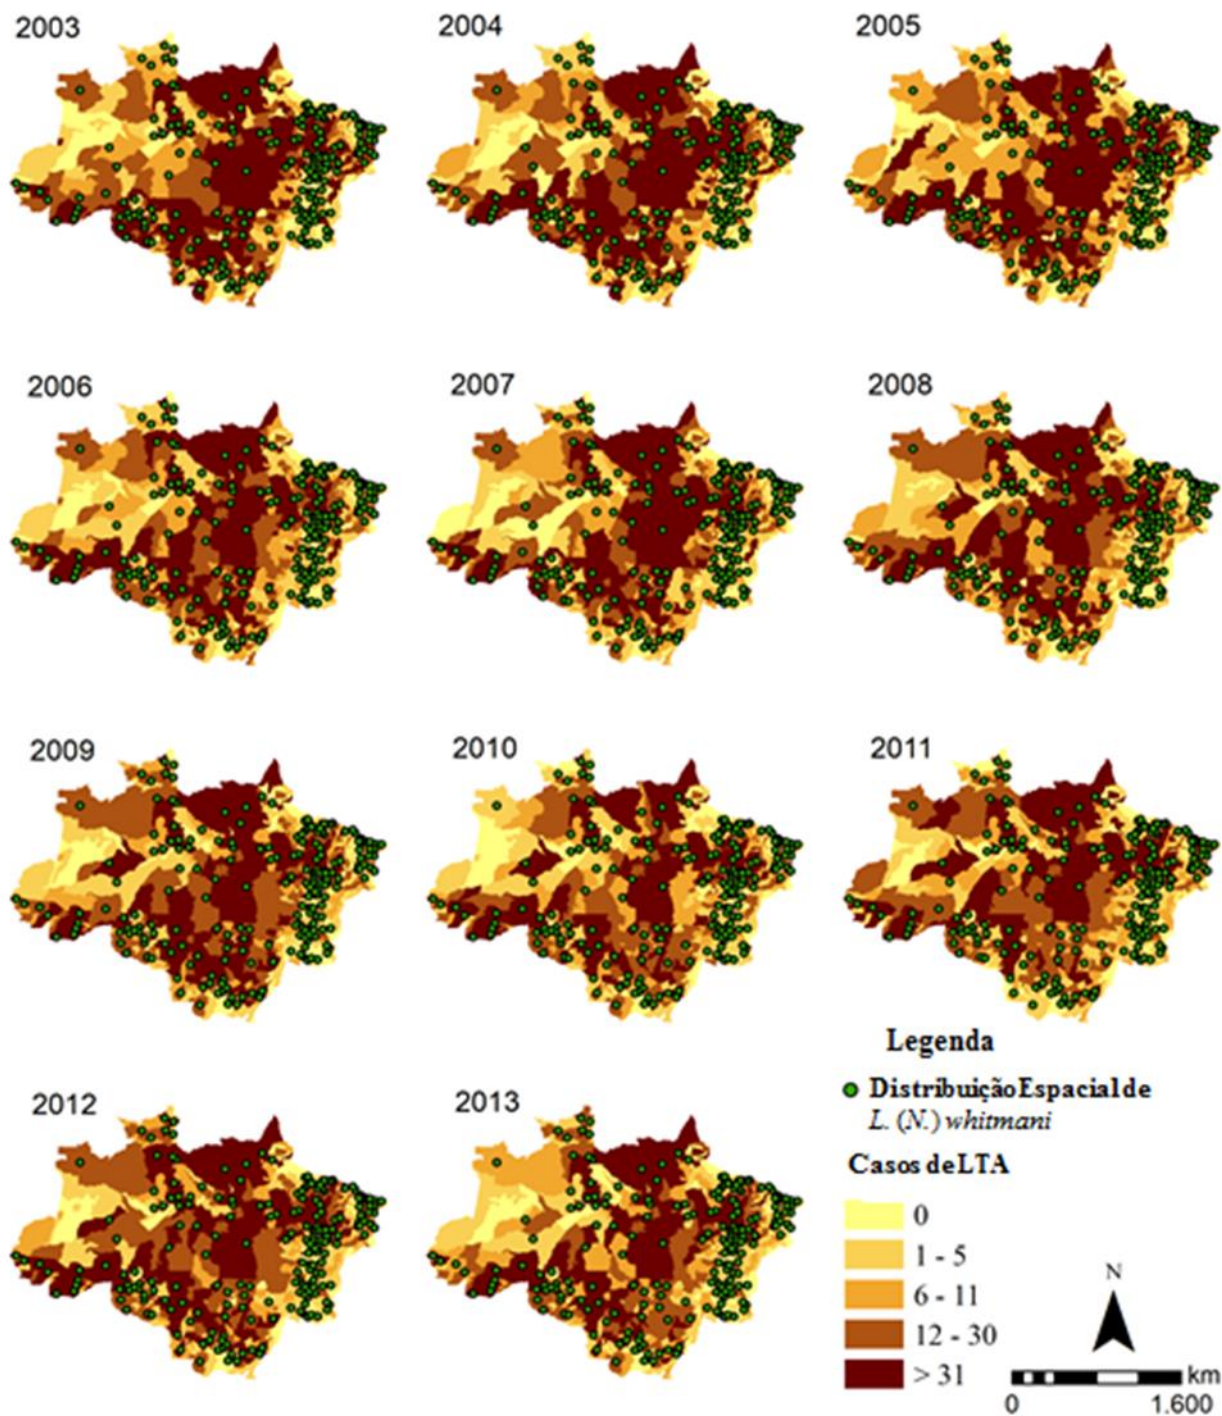 2003
2004
2005
2006
2007
2008
2009
2010
2011
2012
2013
Legenda
Distribuição Espacial de
L. (N.) whitmani
Casos de LTA
0
1 - 5
6 - 11
12 - 30
> 31
N
km
0 1.600